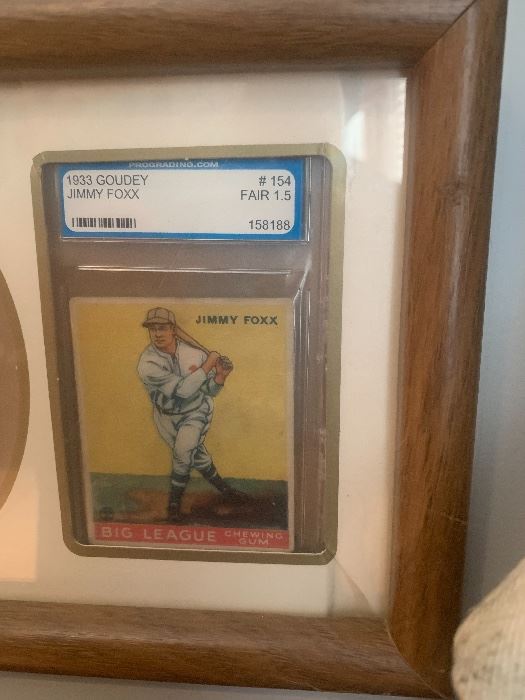 PROGRADING.COM
1933 GOUDEY # 154
JIMMY FOXX FAIR 1.5
158188
JIMMY FOXX
BIG LEAGUE CHEWING GUM